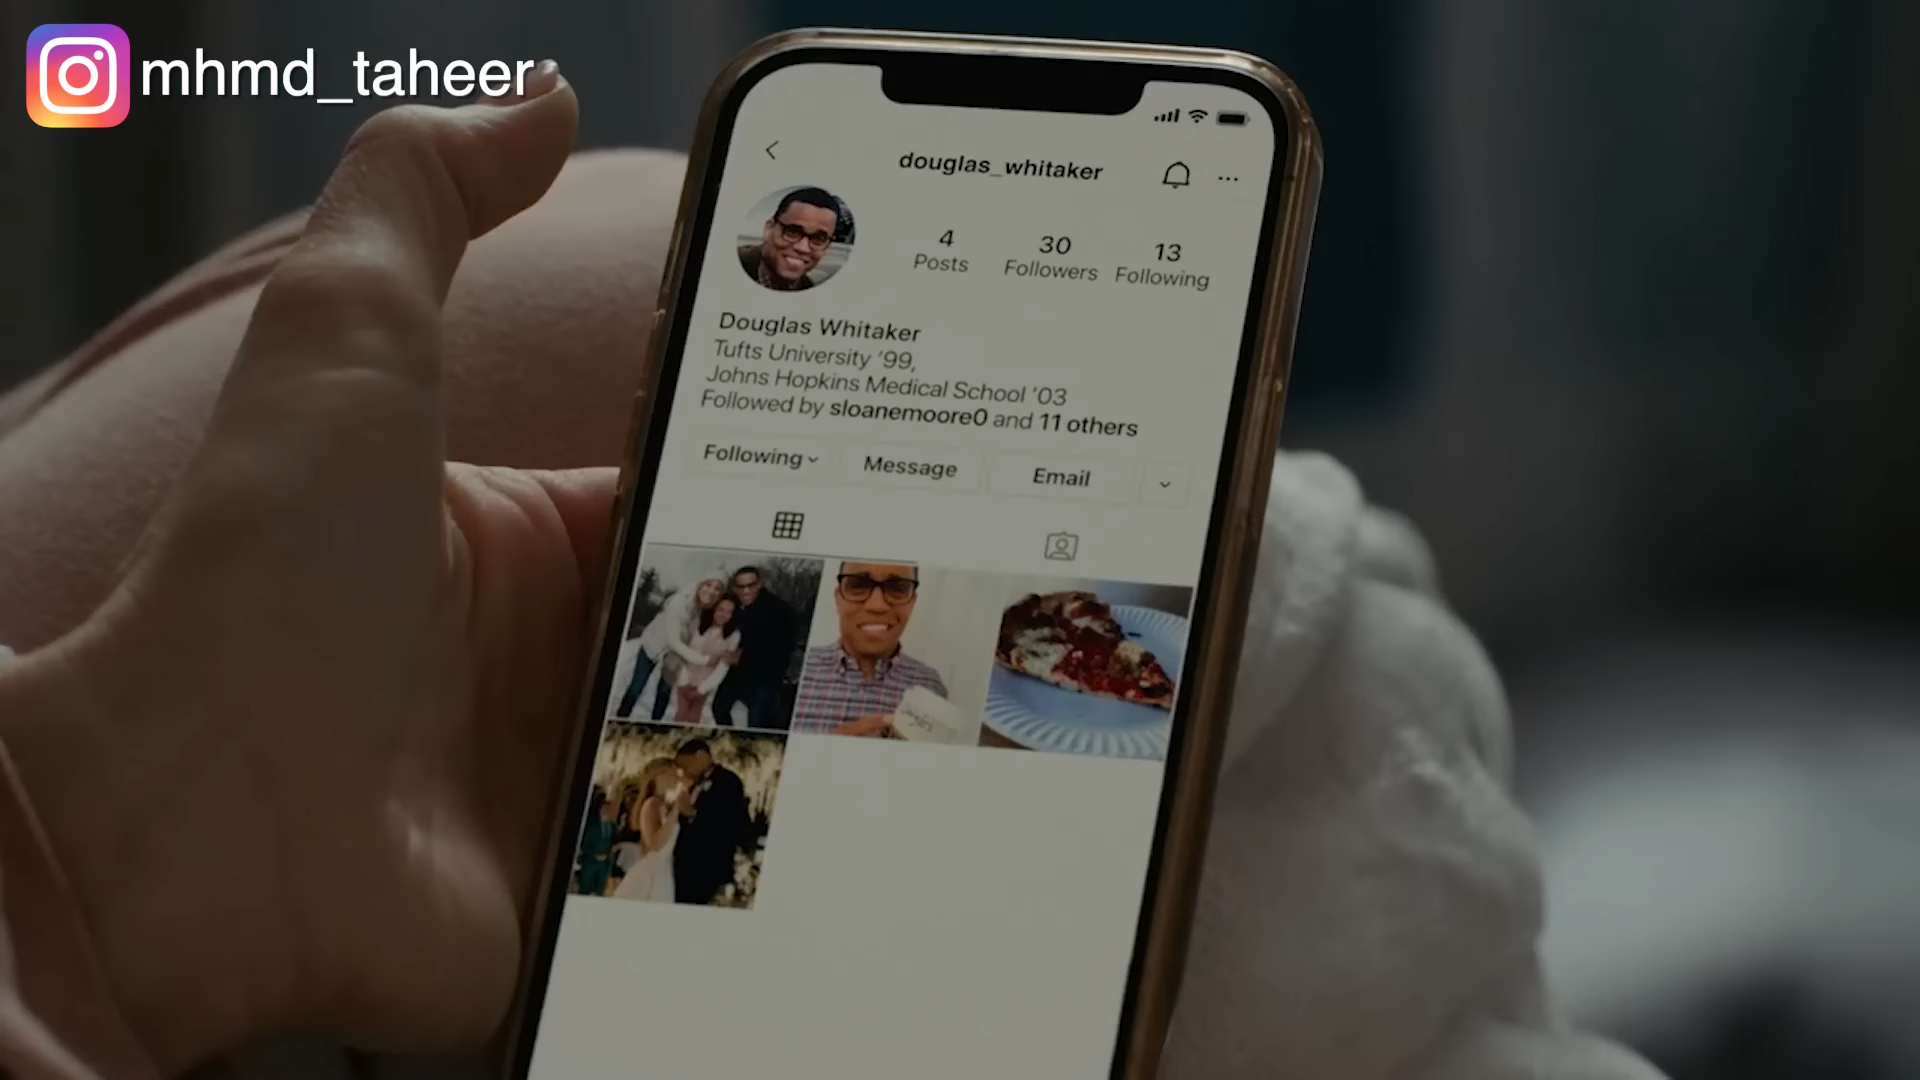 mhmd_taheer
douglas_whitaker
4
Posts
30
Followers
13
Following
Douglas Whitaker
Tufts University '99,
Johns Hopkins Medical School '03
Followed by sloanemoore0 and 11 others
Following
Message
Email